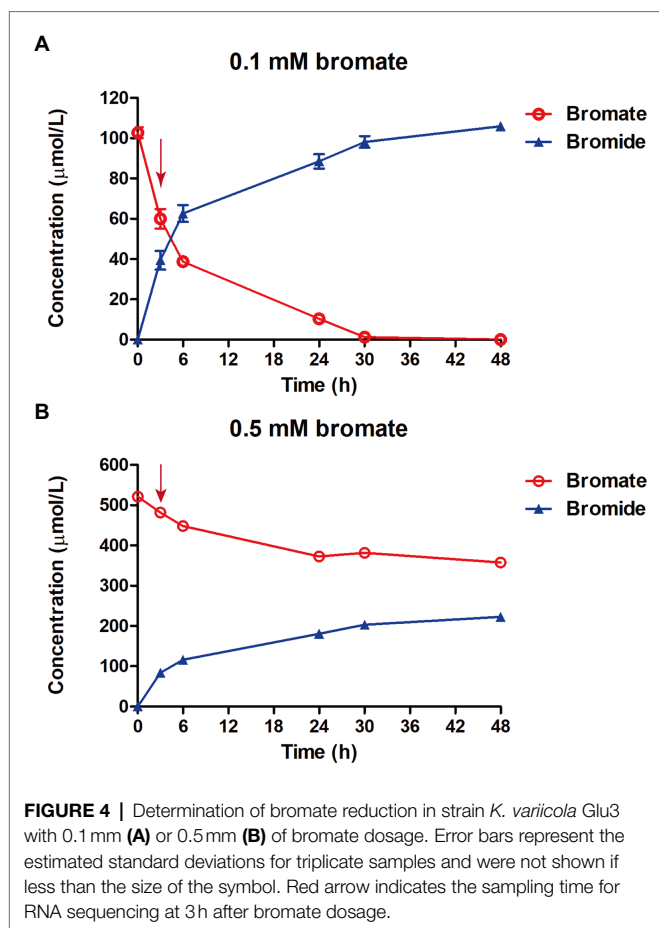 A
0.1 mM bromate
Concentration (µmol/L)
120
100
80
60
40
20
0
0 6 12 18 24 30 36 42 48
Time (h)
Bromate
Bromide
B
0.5 mM bromate
Concentration (µmol/L)
600
500
400
300
200
100
0
0 6 12 18 24 30 36 42 48
Time (h)
Bromate
Bromide
FIGURE 4 | Determination of bromate reduction in strain K. variicola Glu3
with 0.1 mm (A) or 0.5 mm (B) of bromate dosage. Error bars represent the
estimated standard deviations for triplicate samples and were not shown if
less than the size of the symbol. Red arrow indicates the sampling time for
RNA sequencing at 3 h after bromate dosage.